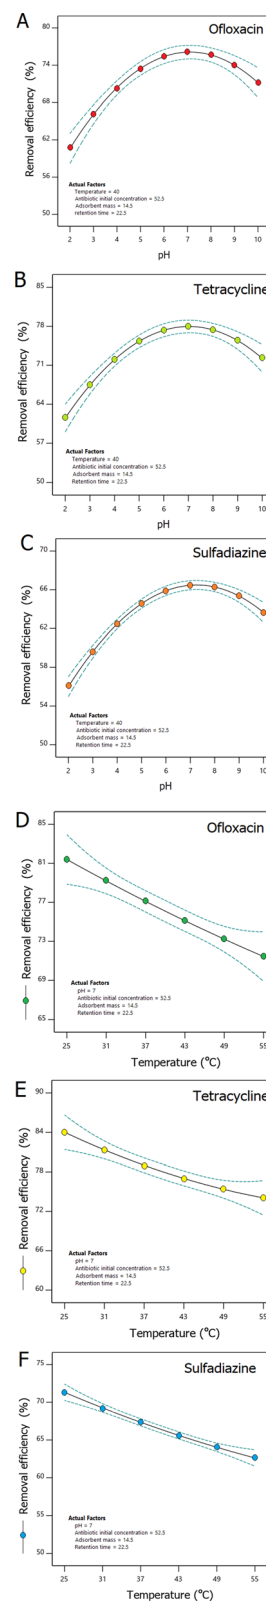 A
Ofloxacin
Removal efficiency (%)
80
74
68
62
56
50
Actual Factors
Temperature = 40
Antibiotic initial concentration = 52.5
Adsorbent mass = 14.5
retention time = 22.5
2 3 4 5 6 7 8 9 10
pH
B
Tetracycline
Removal efficiency (%)
85
78
71
64
57
50
Actual Factors
Temperature = 40
Antibiotic initial concentration = 52.5
Adsorbent mass = 14.5
Retention time = 22.5
2 3 4 5 6 7 8 9 10
pH
C
Sulfadiazine
Removal efficiency (%)
70
66
62
58
54
50
Actual Factors
Temperature = 40
Antibiotic initial concentration = 52.5
Adsorbent mass = 14.5
Retention time = 22.5
2 3 4 5 6 7 8 9 10
pH
D
Ofloxacin
Removal efficiency (%)
85
81
77
73
69
65
Actual Factors
pH = 7
Antibiotic initial concentration = 52.5
Adsorbent mass = 14.5
Retention time = 22.5
25 31 37 43 49 55
Temperature (°C)
E
Tetracycline
Removal efficiency (%)
90
84
78
72
66
60
Actual Factors
pH = 7
Antibiotic initial concentration = 52.5
Adsorbent mass = 14.5
Retention time = 22.5
25 31 37 43 49 55
Temperature (°C)
F
Sulfadiazine
Removal efficiency (%)
75
70
65
60
55
50
Actual Factors
pH = 7
Antibiotic initial concentration = 52.5
Adsorbent mass = 14.5
Retention time = 22.5
25 31 37 43 49 55
Temperature (°C)